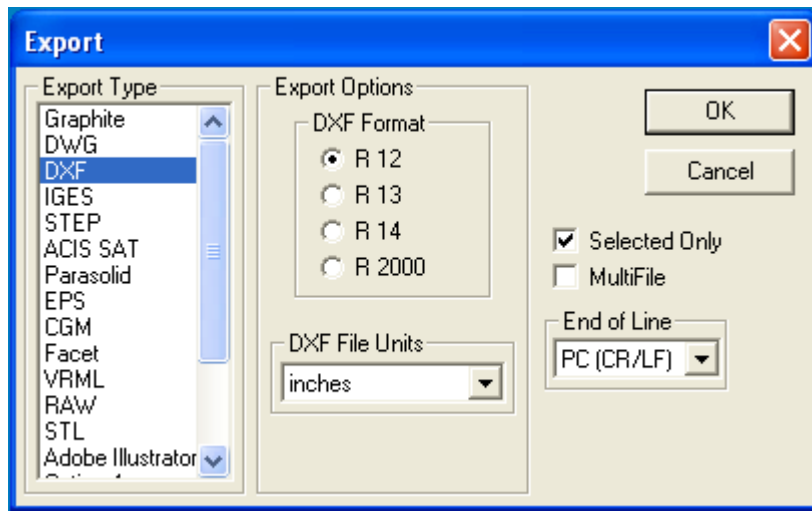 Export
Export Type
Graphite
DWG
DXF
IGES
STEP
ACIS SAT
Parasolid
EPS
CGM
Facet
VRML
RAW
STL
Adobe Illustrator
Export Options
DXF Format
R 12
R 13
R 14
R 2000
DXF File Units
inches
OK
Cancel
Selected Only
MultiFile
End of Line
PC (CR/LF)